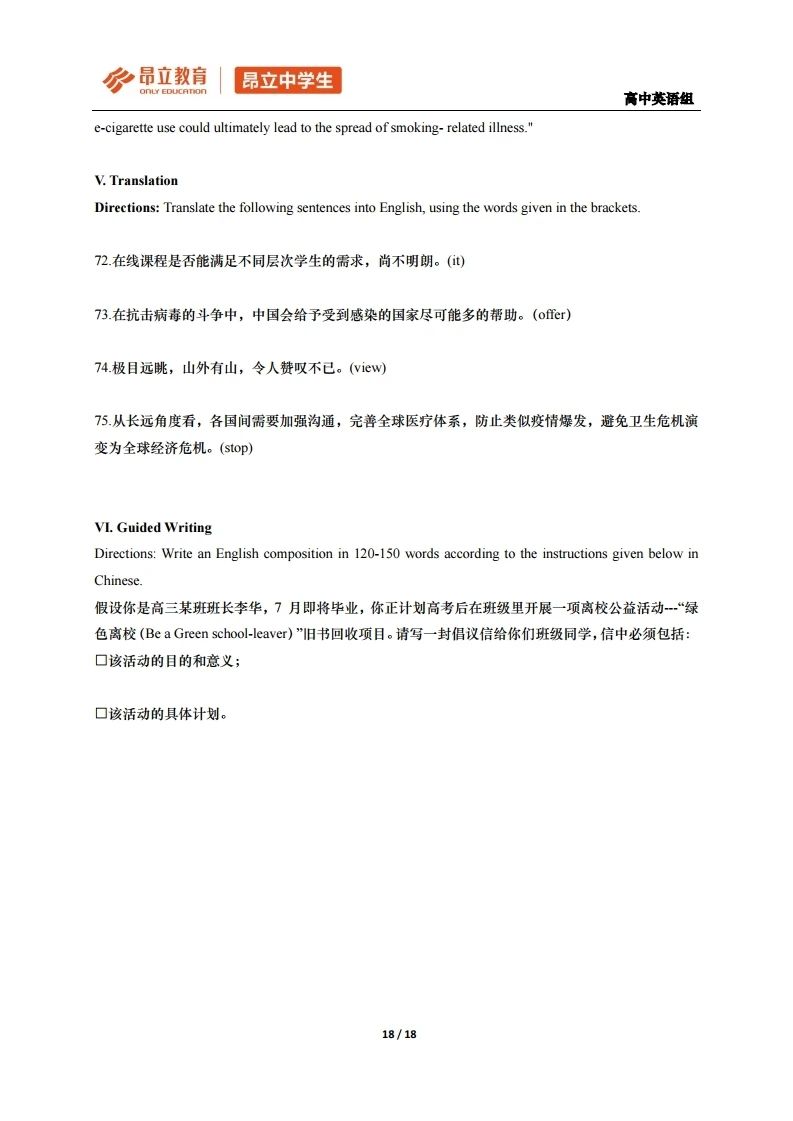 昂立教育
ONLY EDUCATION
昂立中学生
高中英语组
e-cigarette use could ultimately lead to the spread of smoking- related illness."
V. Translation
Directions: Translate the following sentences into English, using the words given in the brackets.
72.在线课程是否能满足不同层次学生的需求，尚不明朗。(it)
73.在抗击病毒的斗争中，中国会给予受到感染的国家尽可能多的帮助。（offer）
74.极目远眺，山外有山，令人赞叹不已。(view)
75.从长远角度看，各国间需要加强沟通，完善全球医疗体系，防止类似疫情爆发，避免卫生危机演
变为全球经济危机。(stop)
VI. Guided Writing
Directions: Write an English composition in 120-150 words according to the instructions given below in
Chinese.
假设你是高三某班班长李华，7 月即将毕业，你正计划高考后在班级里开展一项离校公益活动---“绿
色离校（Be a Green school-leaver）”旧书回收项目。请写一封倡议信给你们班级同学，信中必须包括：
□该活动的目的和意义；
□该活动的具体计划。
18 / 18